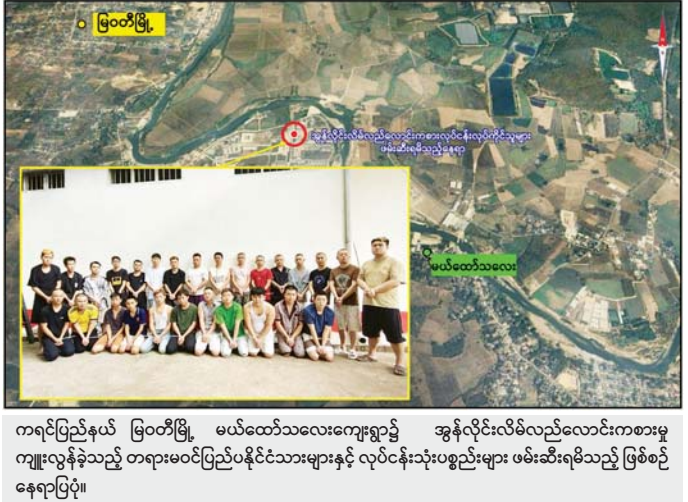 မြဝတီမြို့
အွန်လိုင်းလိမ်လည်လောင်းကစားလုပ်ငန်းလုပ်ကိုင်သူများ
ဖမ်းဆီးရမိသည့်နေရာ
မယ်ထော်သလေး
ကရင်ပြည်နယ် မြဝတီမြို့ မယ်ထော်သလေးကျေးရွာ၌ အွန်လိုင်းလိမ်လည်လောင်းကစားမှု
ကျူးလွန်ခဲ့သည့် တရားမဝင်ပြည်ပနိုင်ငံသားများနှင့် လုပ်ငန်းသုံးပစ္စည်းများ ဖမ်းဆီးရမိသည့် ဖြစ်စဉ်
နေရာပြပုံ။